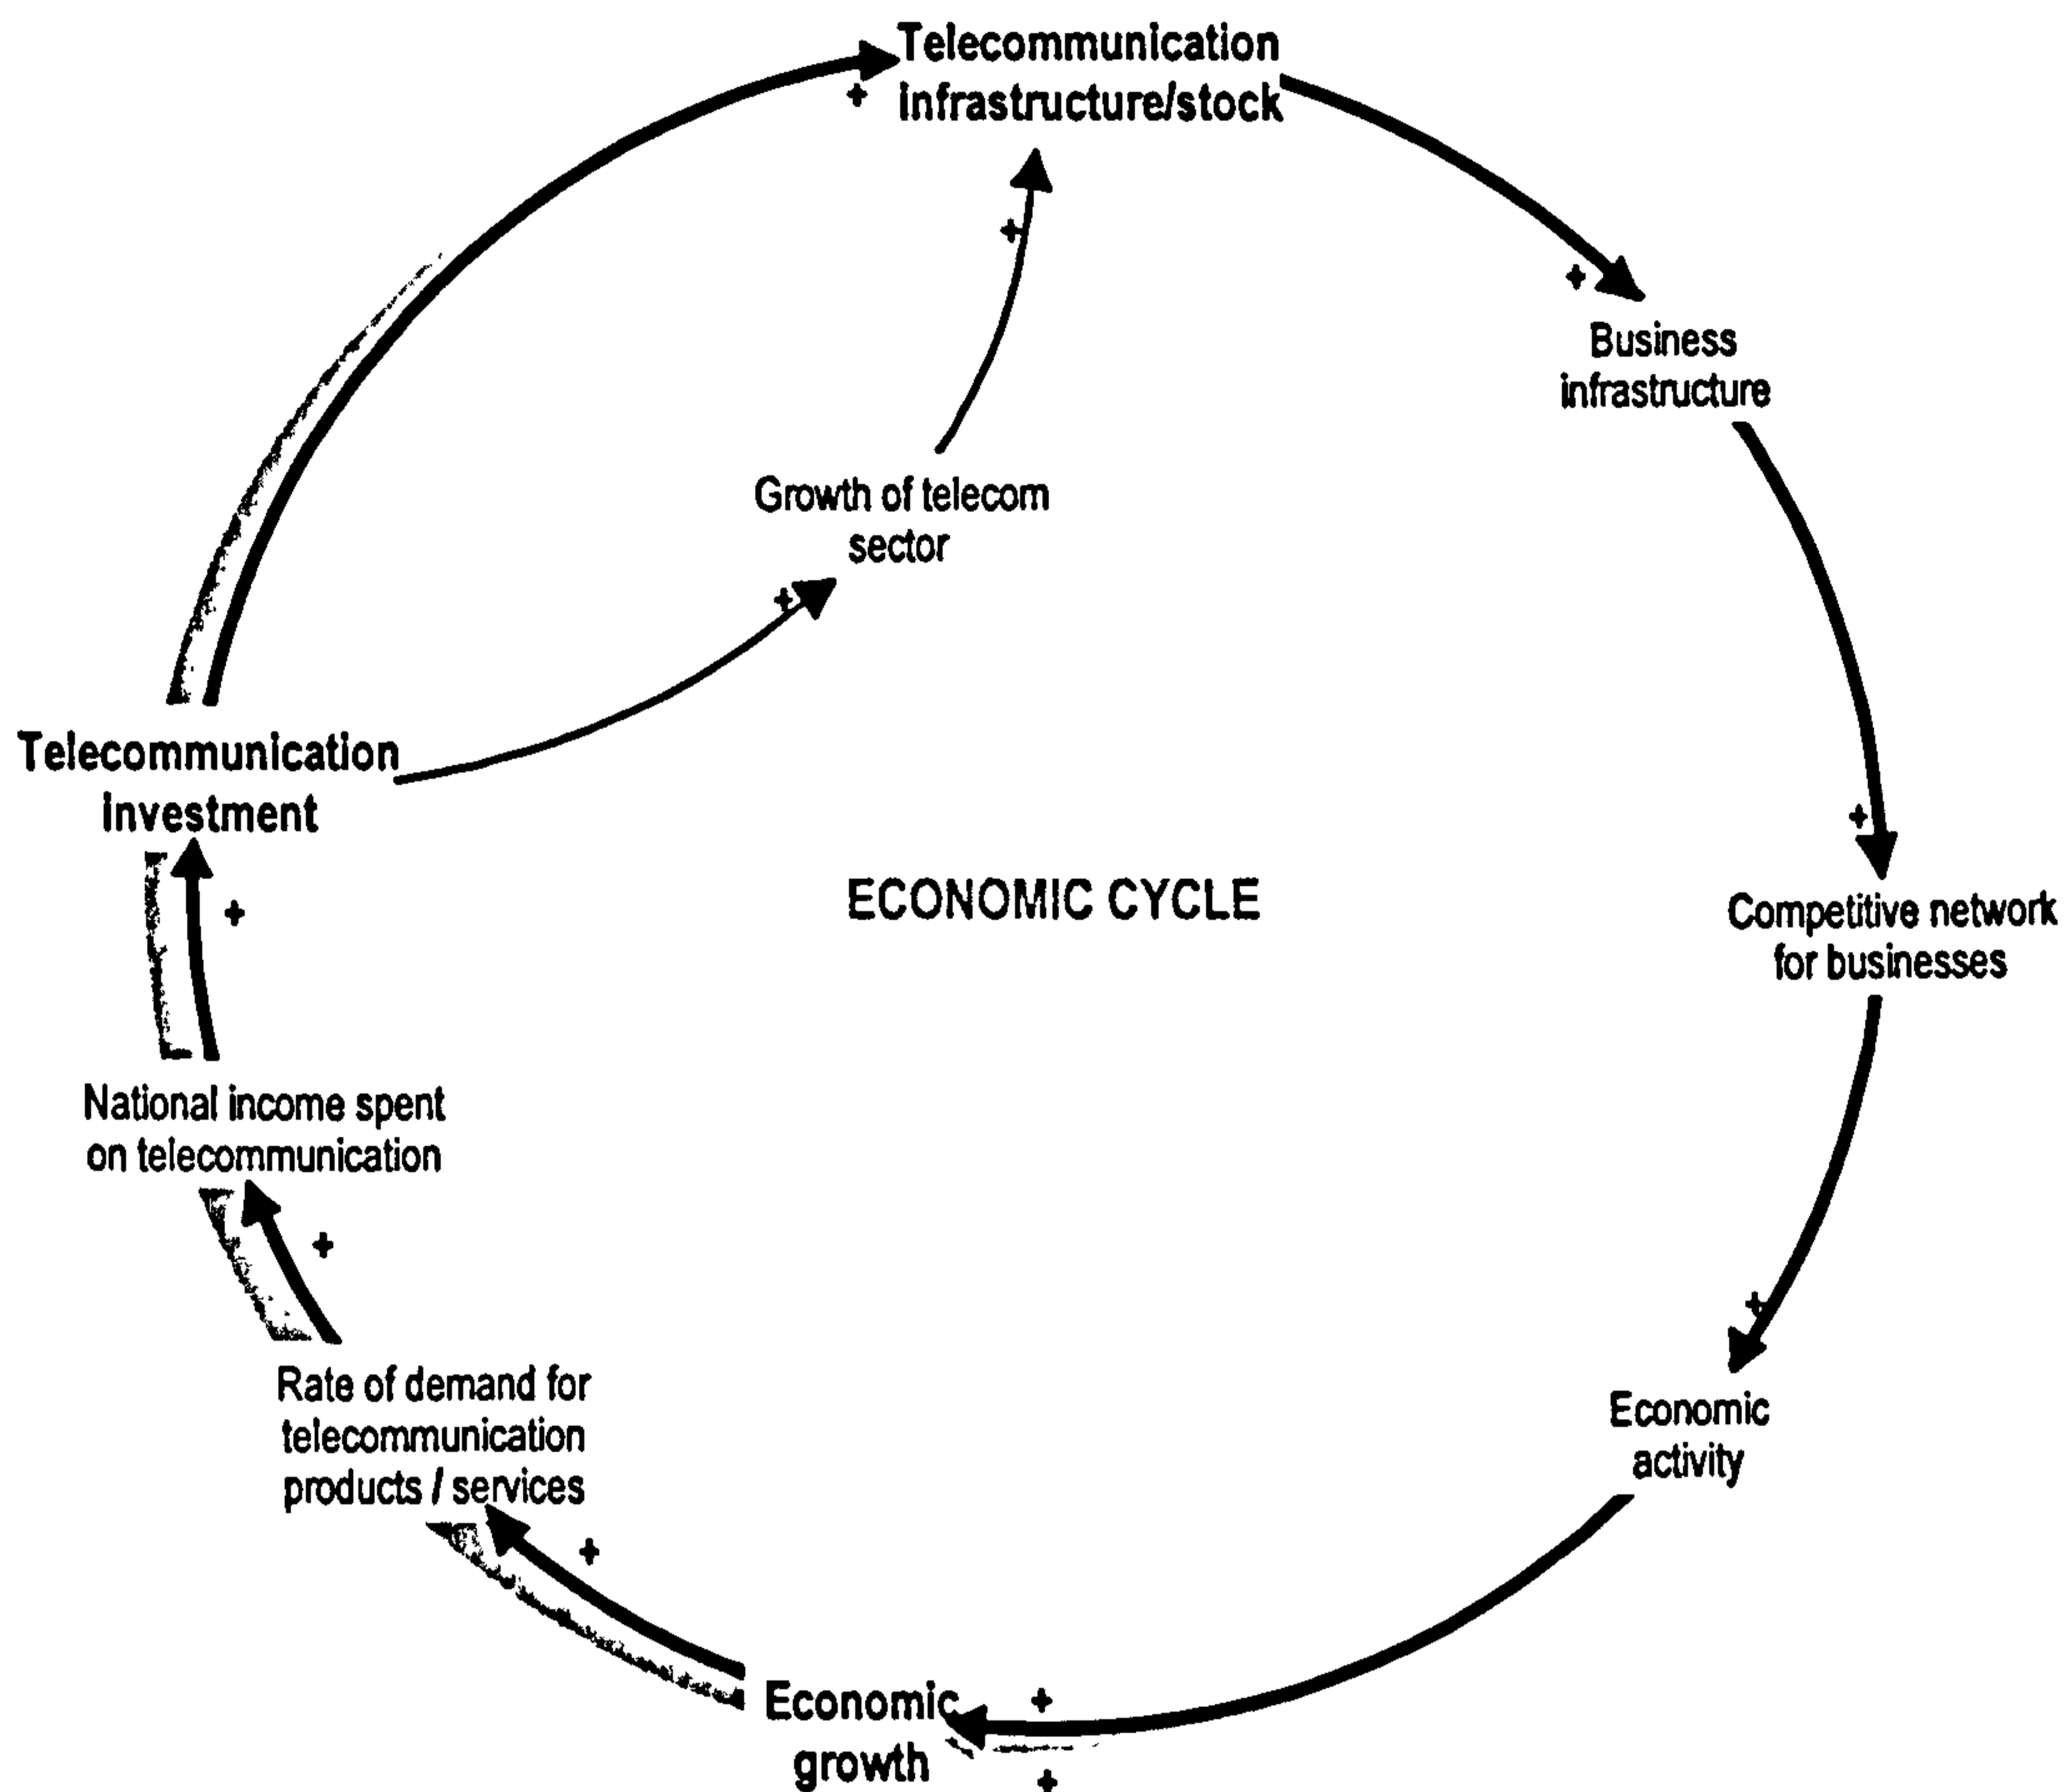 Telecommunication
infrastructure/stock
+
+
+
Business
infrastructure
Growth of telecom
sector
+
Telecommunication
investment
+
ECONOMIC CYCLE
Competitive network
for businesses
+
National income spent
on telecommunication
+
+
Rate of demand for
telecommunication
products / services
Economic
activity
+
Economic
growth
+
+